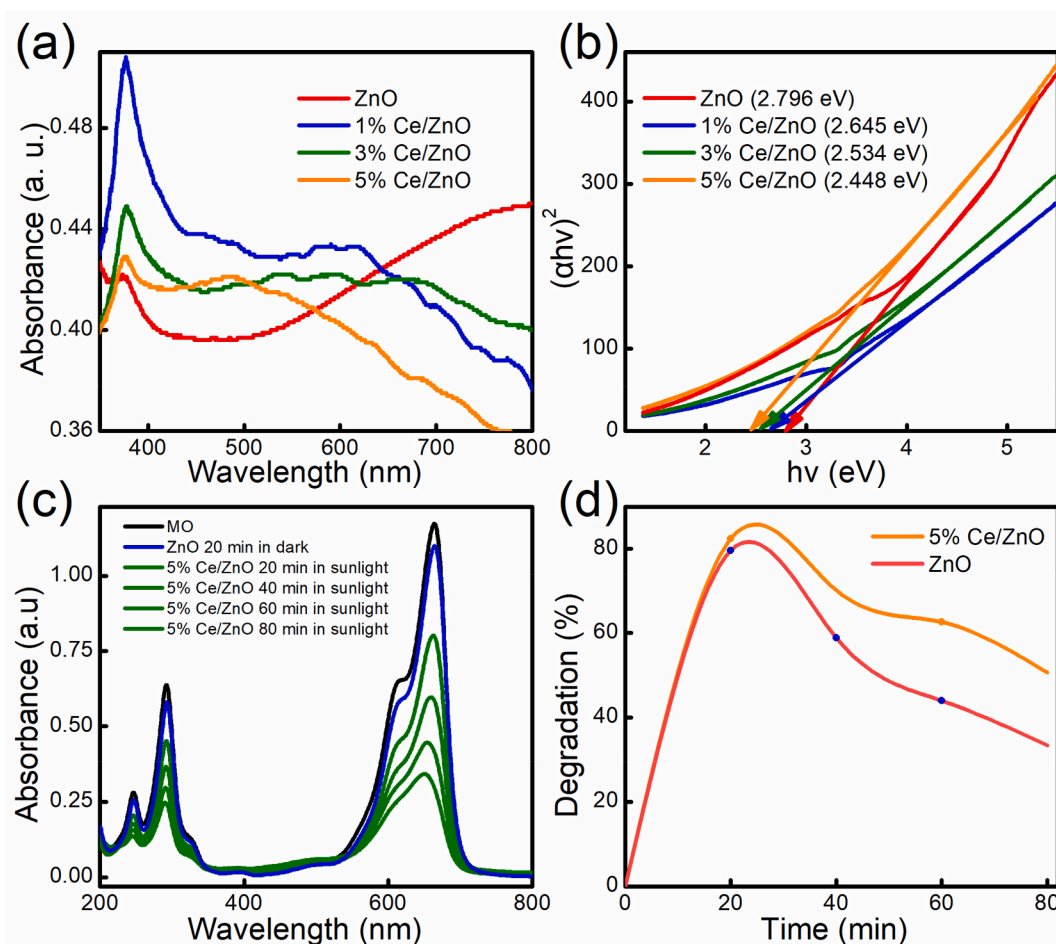 (a)
Absorbance (a. u.)
0.48
0.44
0.40
0.36
ZnO
1% Ce/ZnO
3% Ce/ZnO
5% Ce/ZnO
400 500 600 700 800
Wavelength (nm)
(b)
(αhν)2
400
300
200
100
0
ZnO (2.796 eV)
1% Ce/ZnO (2.645 eV)
3% Ce/ZnO (2.534 eV)
5% Ce/ZnO (2.448 eV)
2 3 4 5
hν (eV)
(c)
Absorbance (a.u)
1.00
0.75
0.50
0.25
0.00
MO
ZnO 20 min in dark
5% Ce/ZnO 20 min in sunlight
5% Ce/ZnO 40 min in sunlight
5% Ce/ZnO 60 min in sunlight
5% Ce/ZnO 80 min in sunlight
200 300 400 500 600 800
Wavelength (nm)
(d)
Degradation (%)
80
60
40
20
0
5% Ce/ZnO
ZnO
0 20 40 60 80
Time (min)